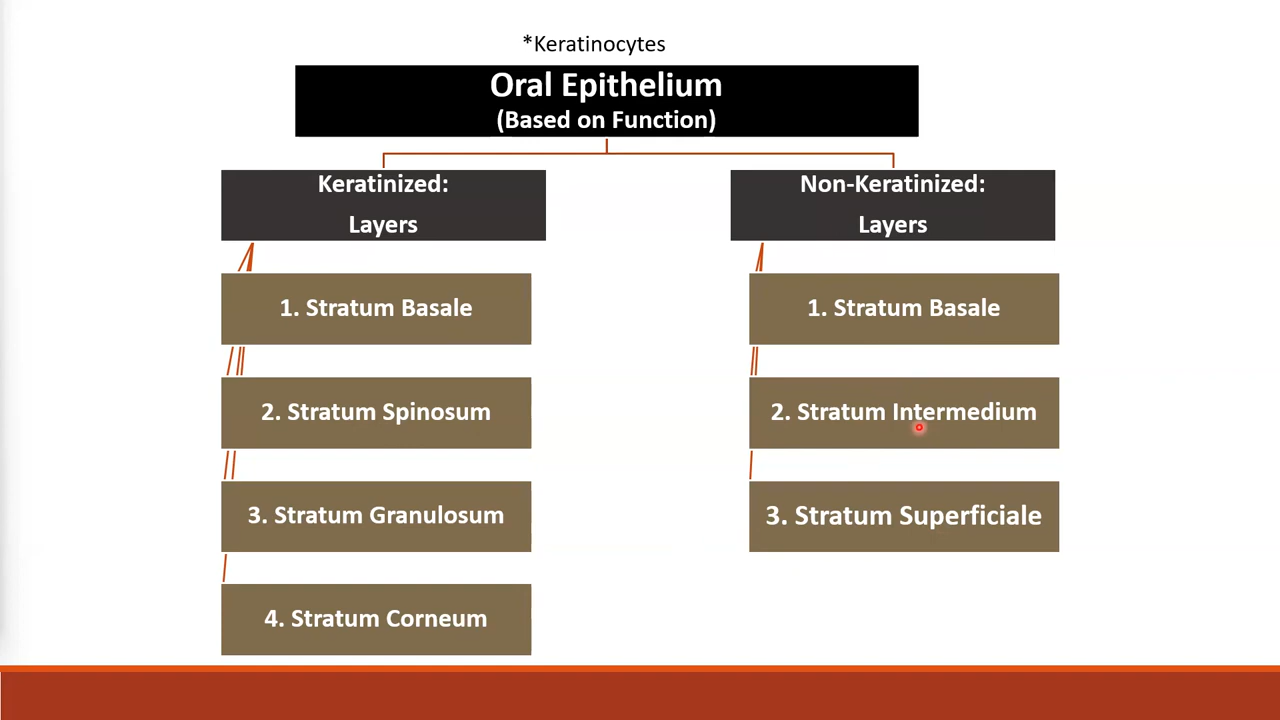 *Keratinocytes
Oral Epithelium
(Based on Function)
Keratinized:
Layers
1. Stratum Basale
2. Stratum Spinosum
3. Stratum Granulosum
4. Stratum Corneum
Non-Keratinized:
Layers
1. Stratum Basale
2. Stratum Intermedium
3. Stratum Superficiale